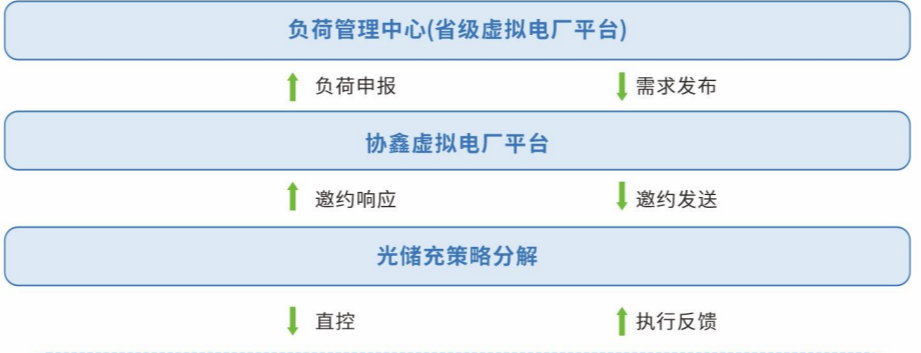 负荷管理中心(省级虚拟电厂平台)
负荷申报 需求发布
协鑫虚拟电厂平台
邀约响应 邀约发送
光储充策略分解
直控 执行反馈